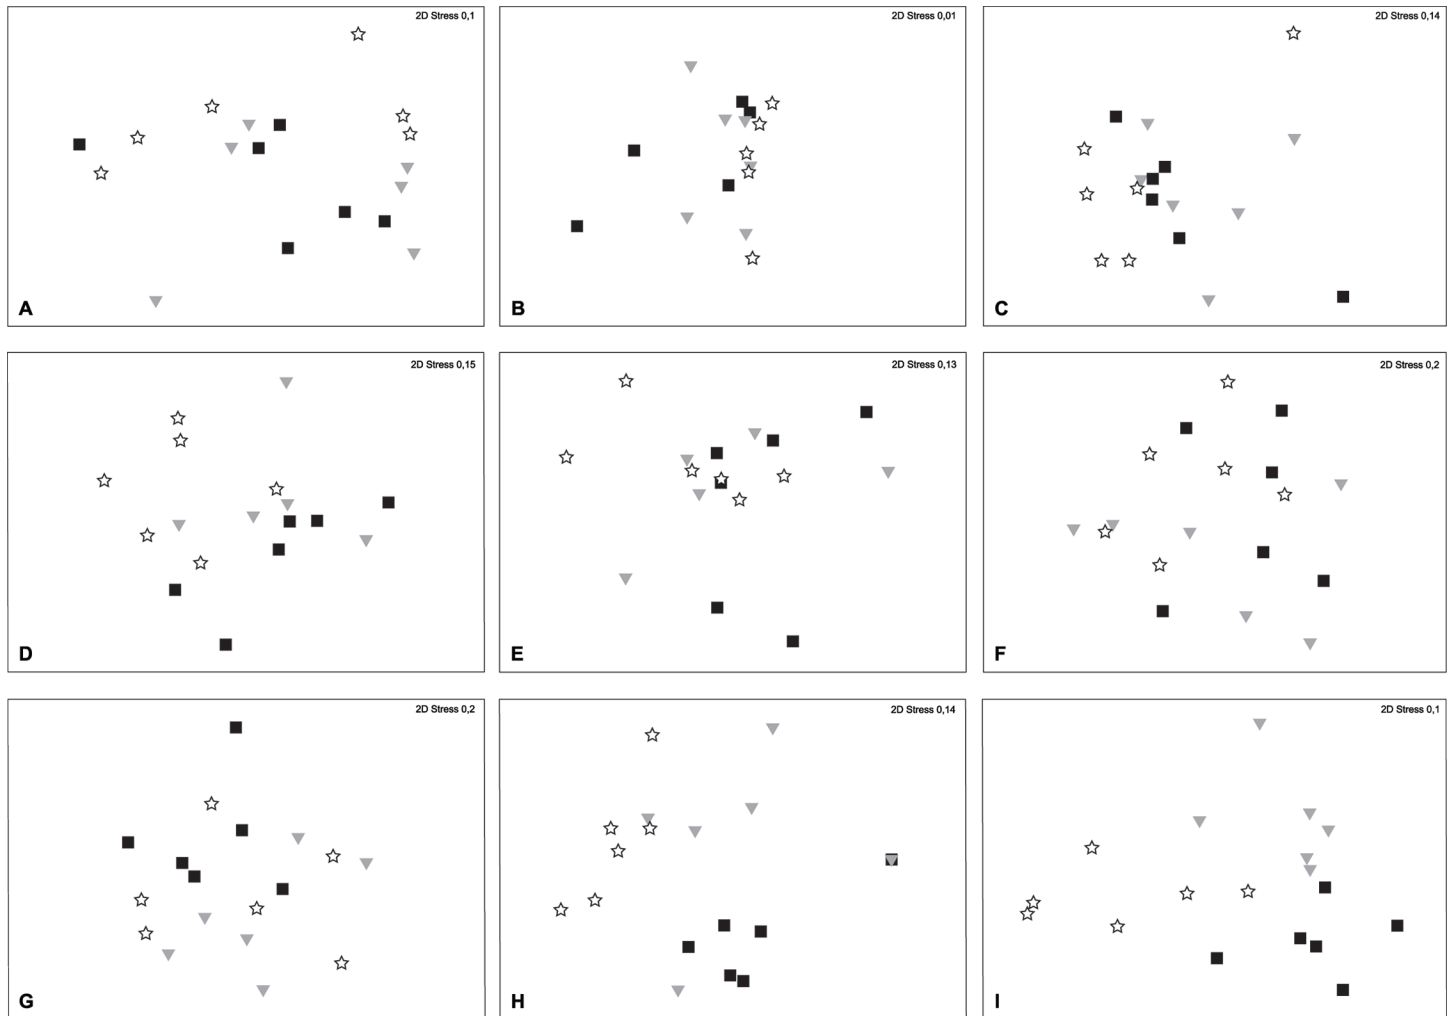 2D Stress 0,1
A
2D Stress 0,01
B
2D Stress 0,14
C
2D Stress 0,15
D
2D Stress 0,13
E
2D Stress 0,2
F
2D Stress 0,2
G
2D Stress 0,14
H
2D Stress 0,1
I